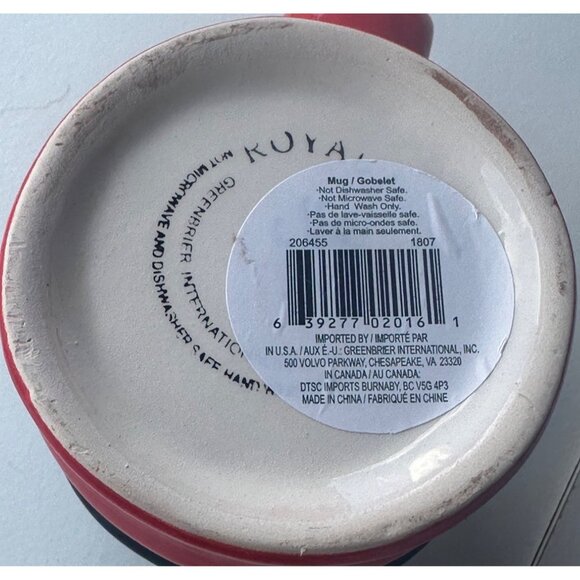 ROYA
GREENBRIER INTERNATION
NOT MICROWAVE AND DISHWASHER SAFE HAND
Mug / Gobelet
·Not Dishwasher Safe.
·Not Microwave Safe.
·Hand Wash Only.
·Pas de lave-vaisselle safe.
·Pas de micro-ondes safe.
·Laver à la main seulement.
206455 1807
6 39277 02016 1
IMPORTED BY / IMPORTÉ PAR
IN U.S.A. / AUX É.-U.: GREENBRIER INTERNATIONAL, INC.
500 VOLVO PARKWAY, CHESAPEAKE, VA 23320
IN CANADA / AU CANADA:
DTSC IMPORTS BURNABY, BC V5G 4P3
MADE IN CHINA / FABRIQUÉ EN CHINE